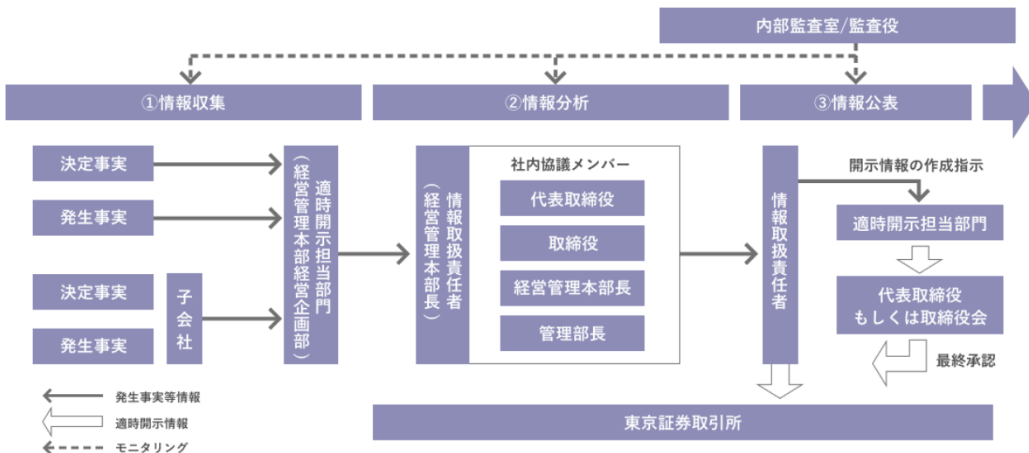 内部監査室/監査役
①情報収集
②情報分析
③情報公表
決定事実
発生事実
決定事実
発生事実
子会社
適時開示担当部門
（経営管理本部経営企画部）
情報取扱責任者
（経営管理本部長）
社内協議メンバー
代表取締役
取締役
経営管理本部長
管理部長
情報取扱責任者
開示情報の作成指示
適時開示担当部門
代表取締役
もしくは取締役会
最終承認
東京証券取引所
発生事実等情報
適時開示情報
モニタリング